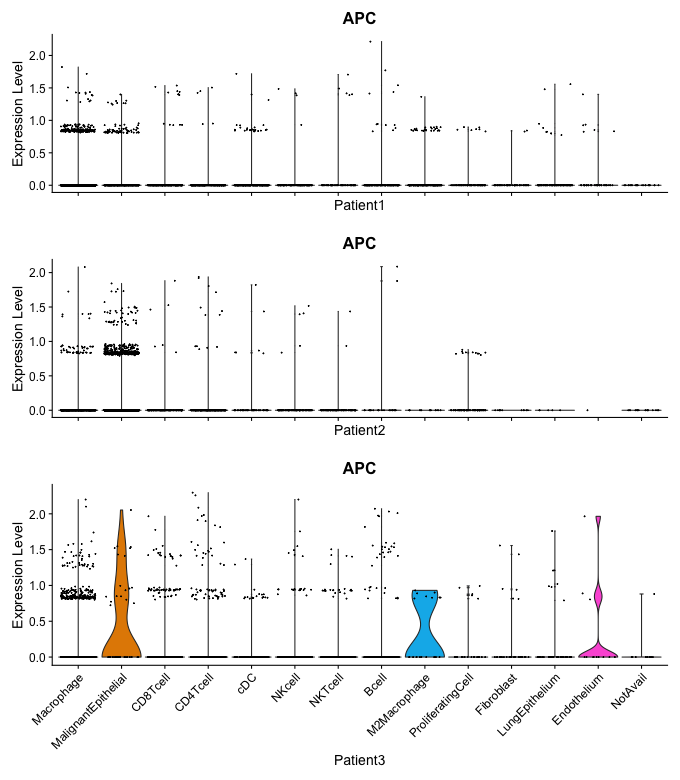 APC
Expression Level
2.0
1.5
1.0
0.5
0.0
Patient1
APC
Expression Level
2.0
1.5
1.0
0.5
0.0
Patient2
APC
Expression Level
2.0
1.5
1.0
0.5
0.0
Macrophage
MalignantEpithelial
CD8Tcell
CD4Tcell
cDC
NKcell
NKTcell
Bcell
M2Macrophage
ProliferatingCell
Fibroblast
LungEpithelium
Endothelium
NotAvail
Patient3